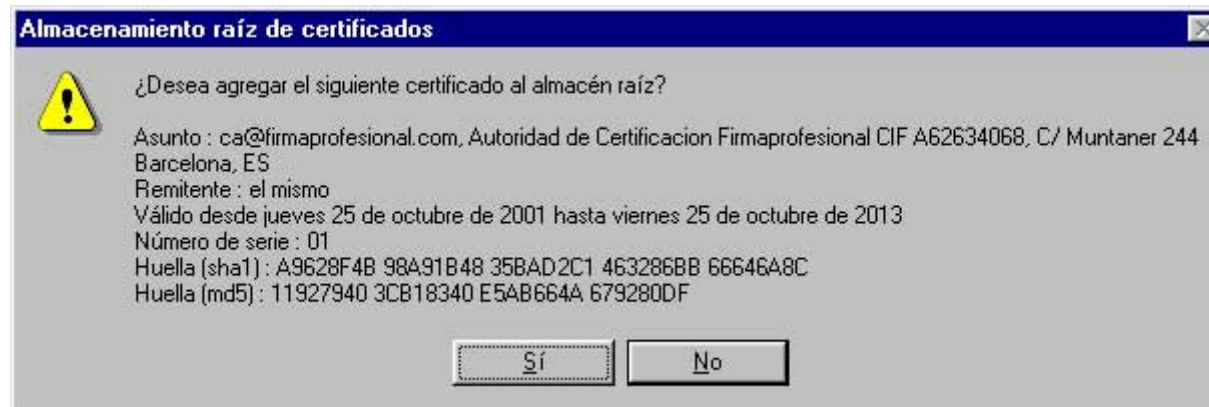 Almacenamiento raíz de certificados
¿Desea agregar el siguiente certificado al almacén raíz?
Asunto : ca@firmaprofesional.com, Autoridad de Certificacion Firmaprofesional CIF A62634068, C/ Muntaner 244
Barcelona, ES
Remitente : el mismo
Válido desde jueves 25 de octubre de 2001 hasta viernes 25 de octubre de 2013
Número de serie : 01
Huella (sha1) : A9628F4B 98A91B48 35BAD2C1 463286BB 66646A8C
Huella (md5) : 11927940 3CB18340 E5AB664A 679280DF
Sí No